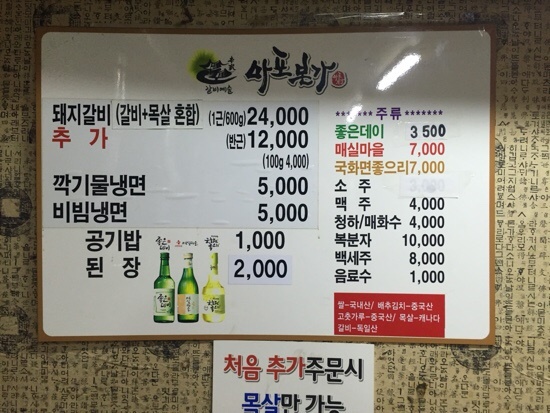 갈비예술 마포본가
돼지갈비 (갈비+목살 혼합) (1근/600g) 24,000
추 가 (반근) 12,000
(100g 4,000)
깍기물냉면 5,000
비빔냉면 5,000
공기밥 1,000
된 장 2,000
******* 주류 *******
좋은데이 3 500
매실마을 7,000
국화면좋으리 7,000
소 주
맥 주 4,000
청하/매화수 4,000
복분자 10,000
백세주 8,000
음료수 1,000
쌀-국내산/ 배추김치-중국산
고춧가루-중국산/ 목살-캐나다
갈비-독일산
처음 추가주문시
목살만 가능